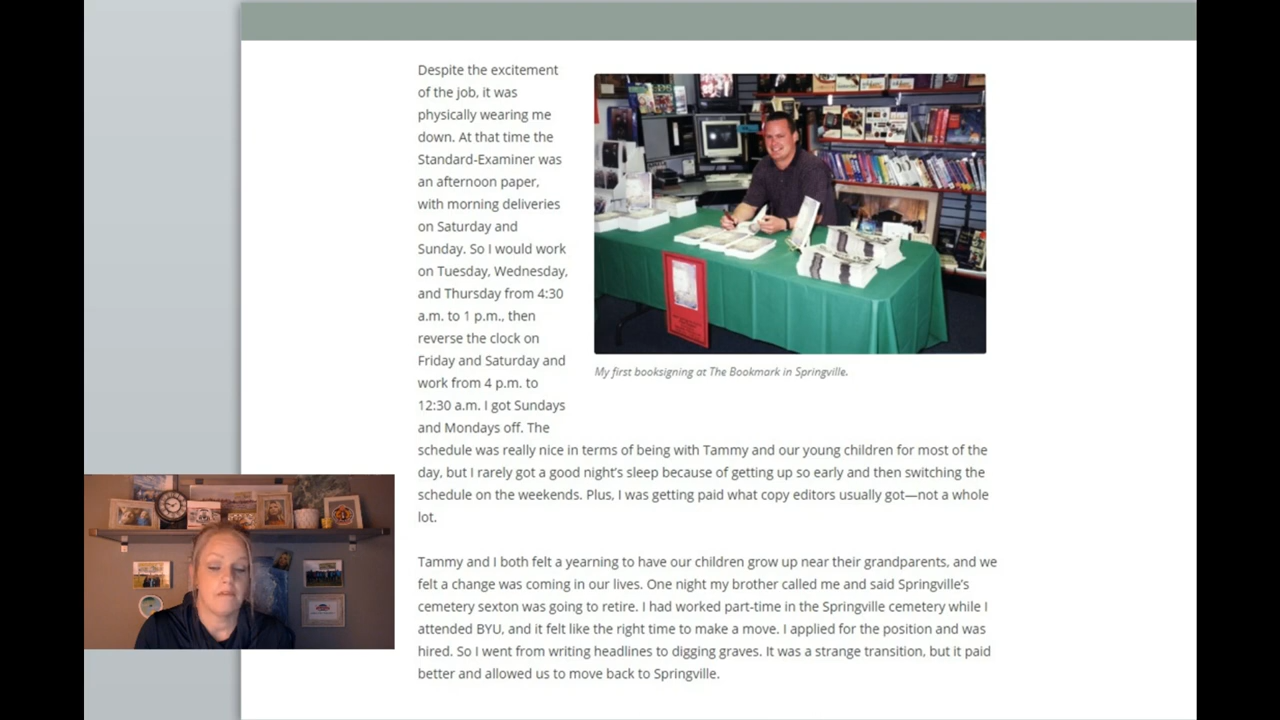 Despite the excitement
of the job, it was
physically wearing me
down. At that time the
Standard-Examiner was
an afternoon paper,
with morning deliveries
on Saturday and
Sunday. So I would work
on Tuesday, Wednesday,
and Thursday from 4:30
a.m. to 1 p.m., then
reverse the clock on
Friday and Saturday and
work from 4 p.m. to
12:30 a.m. I got Sundays
and Mondays off. The
My first booksigning at The Bookmark in Springville.
schedule was really nice in terms of being with Tammy and our young children for most of the
day, but I rarely got a good night's sleep because of getting up so early and then switching the
schedule on the weekends. Plus, I was getting paid what copy editors usually got—not a whole
lot.
Tammy and I both felt a yearning to have our children grow up near their grandparents, and we
felt a change was coming in our lives. One night my brother called me and said Springville's
cemetery sexton was going to retire. I had worked part-time in the Springville cemetery while I
attended BYU, and it felt like the right time to make a move. I applied for the position and was
hired. So I went from writing headlines to digging graves. It was a strange transition, but it paid
better and allowed us to move back to Springville.